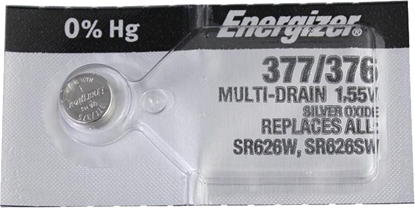 0% Hg
Energizer
377/376
MULTI-DRAIN 1.55V
SILVER OXIDE
REPLACES ALL:
SR626W, SR626SW